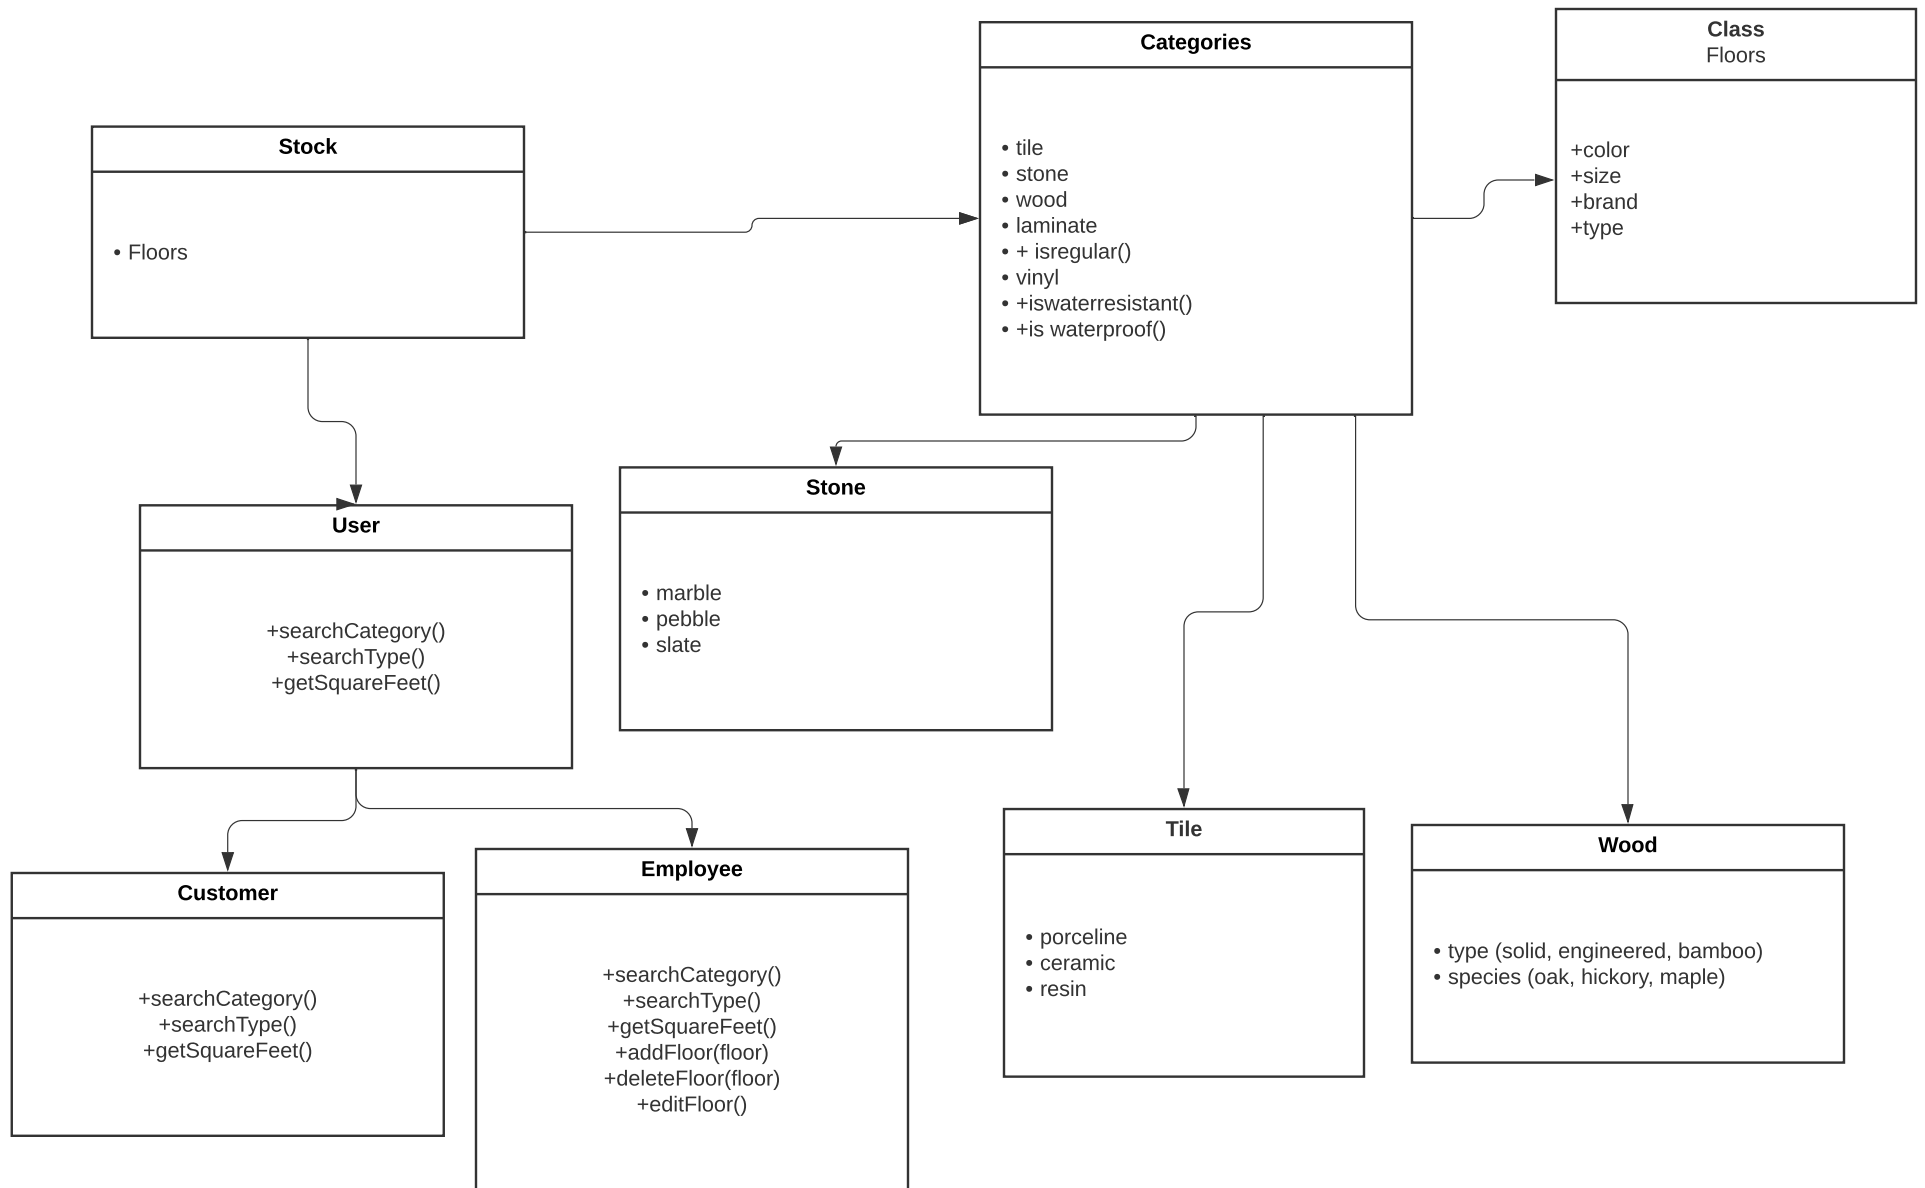 Categories
• tile
• stone
• wood
• laminate
• + isregular()
• vinyl
• +iswaterresistant()
• +is waterproof()
Class
Floors
+color
+size
+brand
+type
Stock
• Floors
Stone
• marble
• pebble
• slate
User
+searchCategory()
+searchType()
+getSquareFeet()
Customer
+searchCategory()
+searchType()
+getSquareFeet()
Employee
+searchCategory()
+searchType()
+getSquareFeet()
+addFloor(floor)
+deleteFloor(floor)
+editFloor()
Tile
• porceline
• ceramic
• resin
Wood
• type (solid, engineered, bamboo)
• species (oak, hickory, maple)